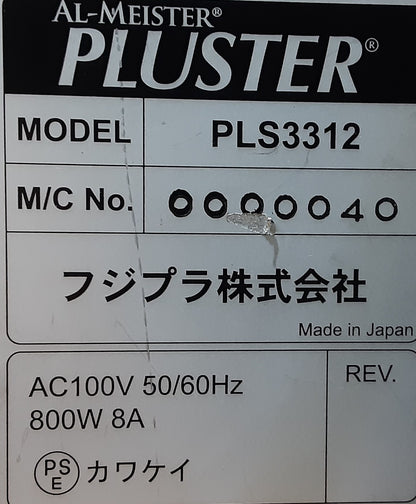 AL-MEISTER®
PLUSTER®
MODEL PLS3312
M/C No. 0000040
フジプラ株式会社
Made in Japan
AC100V 50/60Hz
REV.
800W 8A
PSE カワケイ